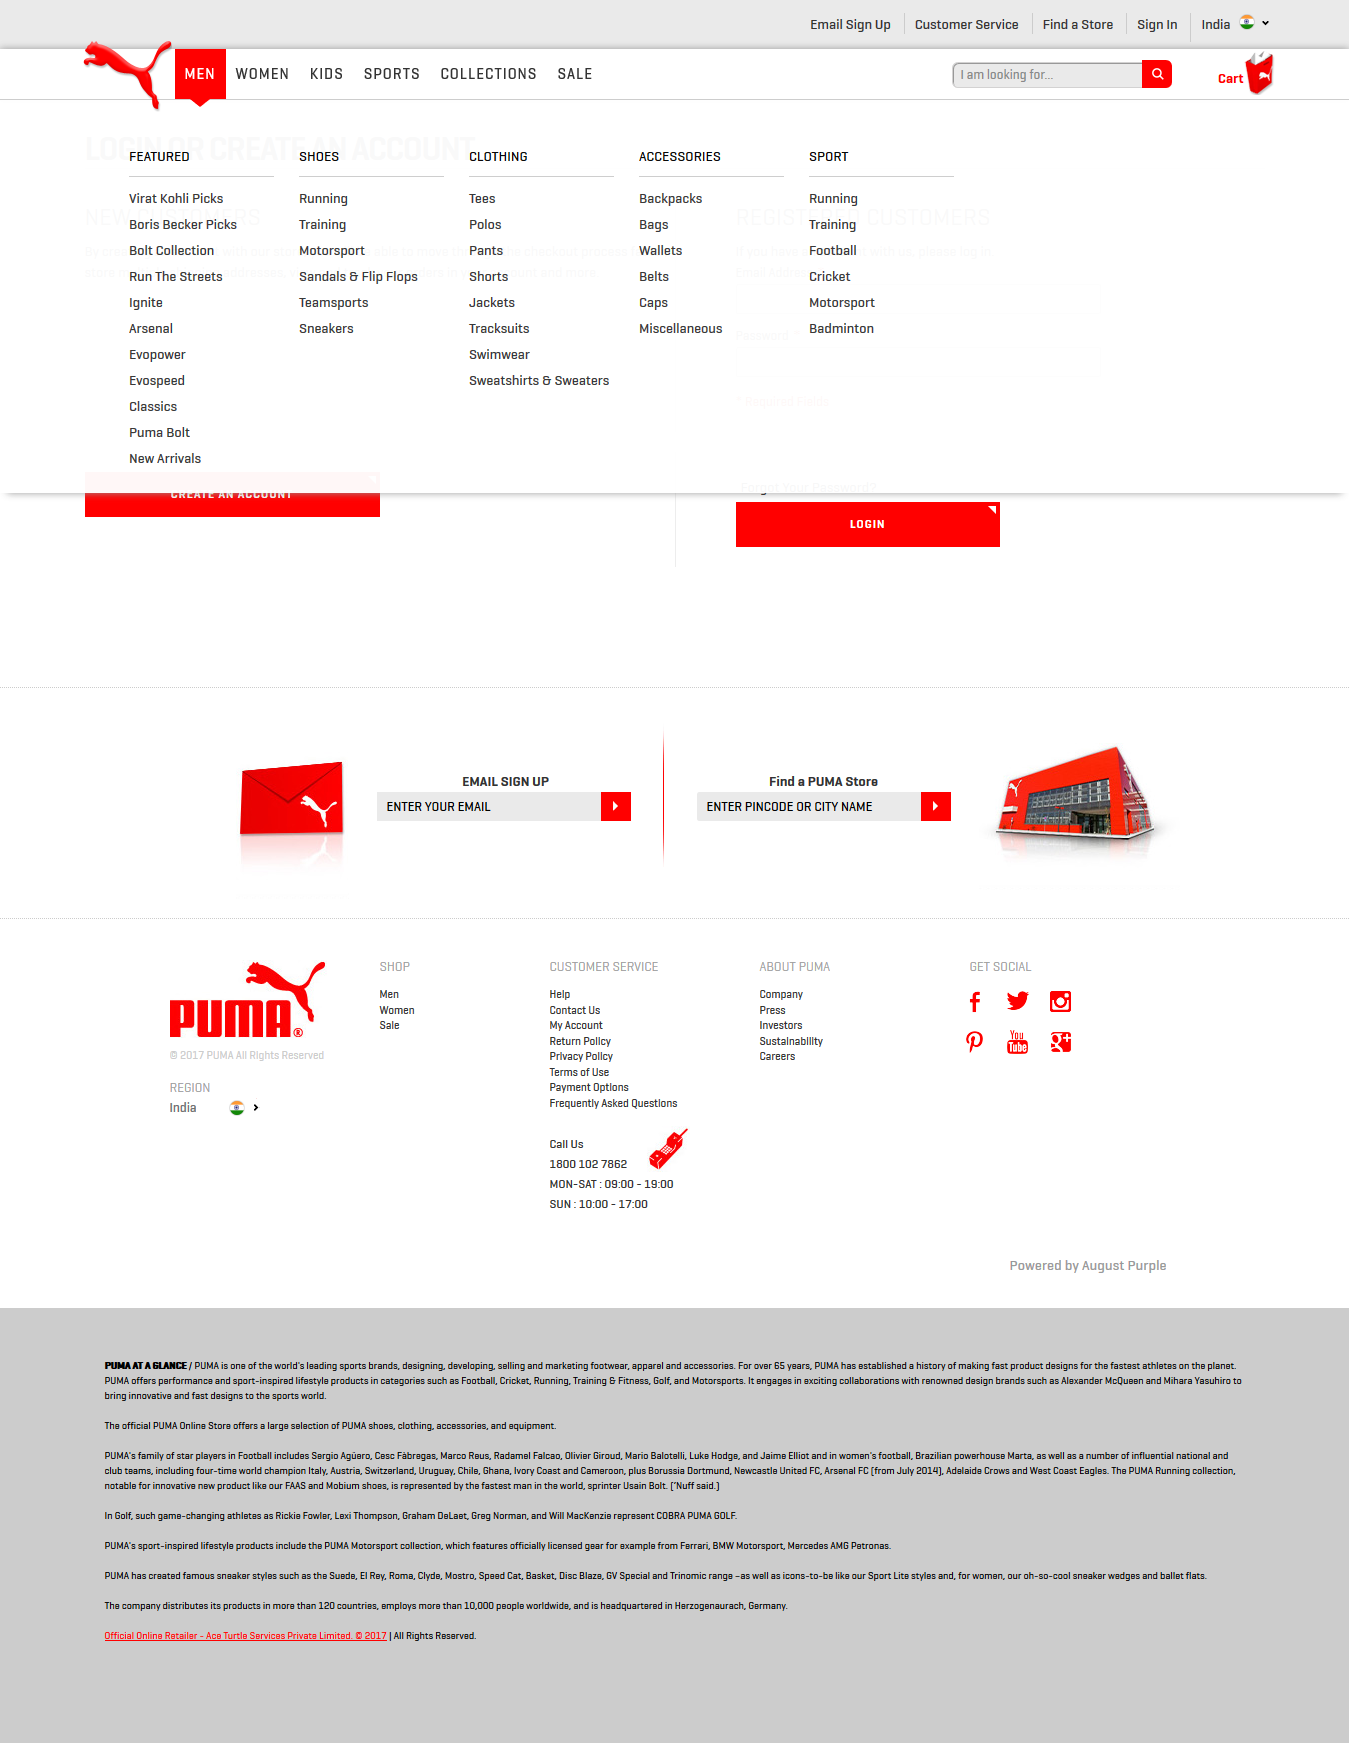 Email Sign Up
Customer Service
Find a Store
Sign In
India
MEN
WOMEN
KIDS
SPORTS
COLLECTIONS
SALE
I am looking for...
Cart
LOGIN OR CREATE AN ACCOUNT
FEATURED
Virat Kohli Picks
Boris Becker Picks
Bolt Collection
Run The Streets
Ignite
Arsenal
Evopower
Evospeed
Classics
Puma Bolt
New Arrivals
SHOES
Running
Training
Motorsport
Sandals & Flip Flops
Teamsports
Sneakers
CLOTHING
Tees
Polos
Pants
Shorts
Jackets
Tracksuits
Swimwear
Sweatshirts & Sweaters
ACCESSORIES
Backpacks
Bags
Wallets
Belts
Caps
Miscellaneous
SPORT
Running
Training
Football
Cricket
Motorsport
Badminton
CREATE AN ACCOUNT
Forgot Your Password?
LOGIN
EMAIL SIGN UP
ENTER YOUR EMAIL
Find a PUMA Store
ENTER PINCODE OR CITY NAME
PUMA®
© 2017 PUMA All Rights Reserved
REGION
India
SHOP
Men
Women
Sale
CUSTOMER SERVICE
Help
Contact Us
My Account
Return Policy
Privacy Policy
Terms of Use
Payment Options
Frequently Asked Questions
Call Us
1800 102 7862
MON-SAT : 09:00 - 19:00
SUN : 10:00 - 17:00
ABOUT PUMA
Company
Press
Investors
Sustainability
Careers
GET SOCIAL
You
Tube
Powered by August Purple
PUMA AT A GLANCE / PUMA is one of the world's leading sports brands, designing, developing, selling and marketing footwear, apparel and accessories. For over 65 years, PUMA has established a history of making fast product designs for the fastest athletes on the planet.
PUMA offers performance and sport-inspired lifestyle products in categories such as Football, Cricket, Running, Training & Fitness, Golf, and Motorsports. It engages in exciting collaborations with renowned design brands such as Alexander McQueen and Mihara Yasuhiro to
bring innovative and fast designs to the sports world.
The official PUMA Online Store offers a large selection of PUMA shoes, clothing, accessories, and equipment.
PUMA's family of star players in Football includes Sergio Agüero, Cesc Fàbregas, Marco Reus, Radamel Falcao, Olivier Giroud, Mario Balotelli, Luke Hodge, and Jaime Elliot and in women's football, Brazilian powerhouse Marta, as well as a number of influential national and
club teams, including four-time world champion Italy, Austria, Switzerland, Uruguay, Chile, Ghana, Ivory Coast and Cameroon, plus Borussia Dortmund, Newcastle United FC, Arsenal FC (from July 2014), Adelaide Crows and West Coast Eagles. The PUMA Running collection,
notable for innovative new product like our FAAS and Mobium shoes, is represented by the fastest man in the world, sprinter Usain Bolt. ('Nuff said.)
In Golf, such game-changing athletes as Rickie Fowler, Lexi Thompson, Graham DeLaet, Greg Norman, and Will MacKenzie represent COBRA PUMA GOLF.
PUMA's sport-inspired lifestyle products include the PUMA Motorsport collection, which features officially licensed gear for example from Ferrari, BMW Motorsport, Mercedes AMG Petronas.
PUMA has created famous sneaker styles such as the Suede, El Rey, Roma, Clyde, Mostro, Speed Cat, Basket, Disc Blaze, GV Special and Trinomic range –as well as icons-to-be like our Sport Lite styles and, for women, our oh-so-cool sneaker wedges and ballet flats.
The company distributes its products in more than 120 countries, employs more than 10,000 people worldwide, and is headquartered in Herzogenaurach, Germany.
Official Online Retailer - Ace Turtle Services Private Limited. © 2017 | All Rights Reserved.